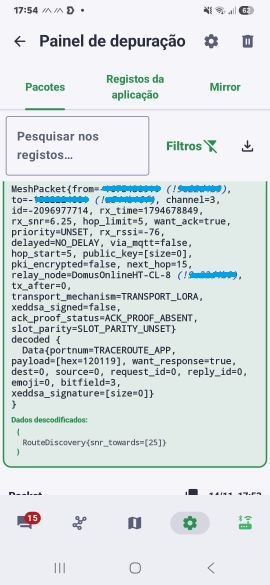 17:54
62
Painel de depuração
Pacotes
Registos da
aplicação
Mirror
Pesquisar nos
registos...
Filtros
MeshPacket{from=
to=-, channel=3,
id=-2096977714, rx_time=1794678849,
rx_snr=6.25, hop_limit=5, want_ack=true,
priority=UNSET, rx_rssi=-76,
delayed=NO_DELAY, via_mqtt=false,
hop_start=5, public_key=[size=0],
pki_encrypted=false, next_hop=15,
relay_node=DomusOnlineHT-CL-8 (!
tx_after=0,
transport_mechanism=TRANSPORT_LORA,
xeddsa_signed=false,
ack_proof_status=ACK_PROOF_ABSENT,
slot_parity=SLOT_PARITY_UNSET}
decoded {
Data{portnum=TRACEROUTE_APP,
payload=[hex=120119], want_response=true,
dest=0, source=0, request_id=0, reply_id=0,
emoji=0, bitfield=3,
xeddsa_signature=[size=0]}
}
Dados descodificados:
{
RouteDiscovery{snr_towards=[25]}
}
15